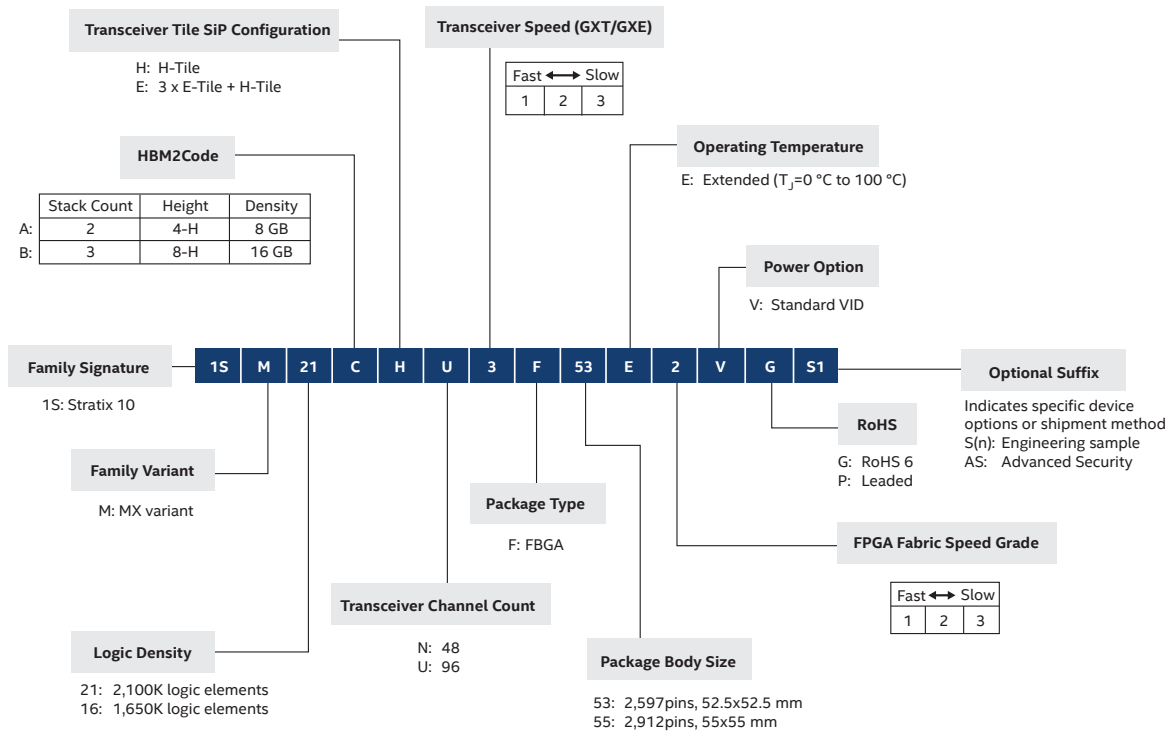 Transceiver Tile SiP Configuration
H: H-Tile
E: 3 x E-Tile + H-Tile
Transceiver Speed (GXT/GXE)
Fast ↔ Slow
1 2 3
HBM2Code
Stack Count Height Density
A: 2 4-H 8 GB
B: 3 8-H 16 GB
Operating Temperature
E: Extended (TJ=0 °C to 100 °C)
Power Option
V: Standard VID
Family Signature
1S: Stratix 10
1S M 21 C H U 3 F 53 E 2 V G S1
Optional Suffix
Indicates specific device
options or shipment method
S(n): Engineering sample
AS: Advanced Security
RoHS
G: RoHS 6
P: Leaded
Family Variant
M: MX variant
Package Type
F: FBGA
FPGA Fabric Speed Grade
Fast ↔ Slow
1 2 3
Transceiver Channel Count
N: 48
U: 96
Logic Density
21: 2,100K logic elements
16: 1,650K logic elements
Package Body Size
53: 2,597pins, 52.5x52.5 mm
55: 2,912pins, 55x55 mm